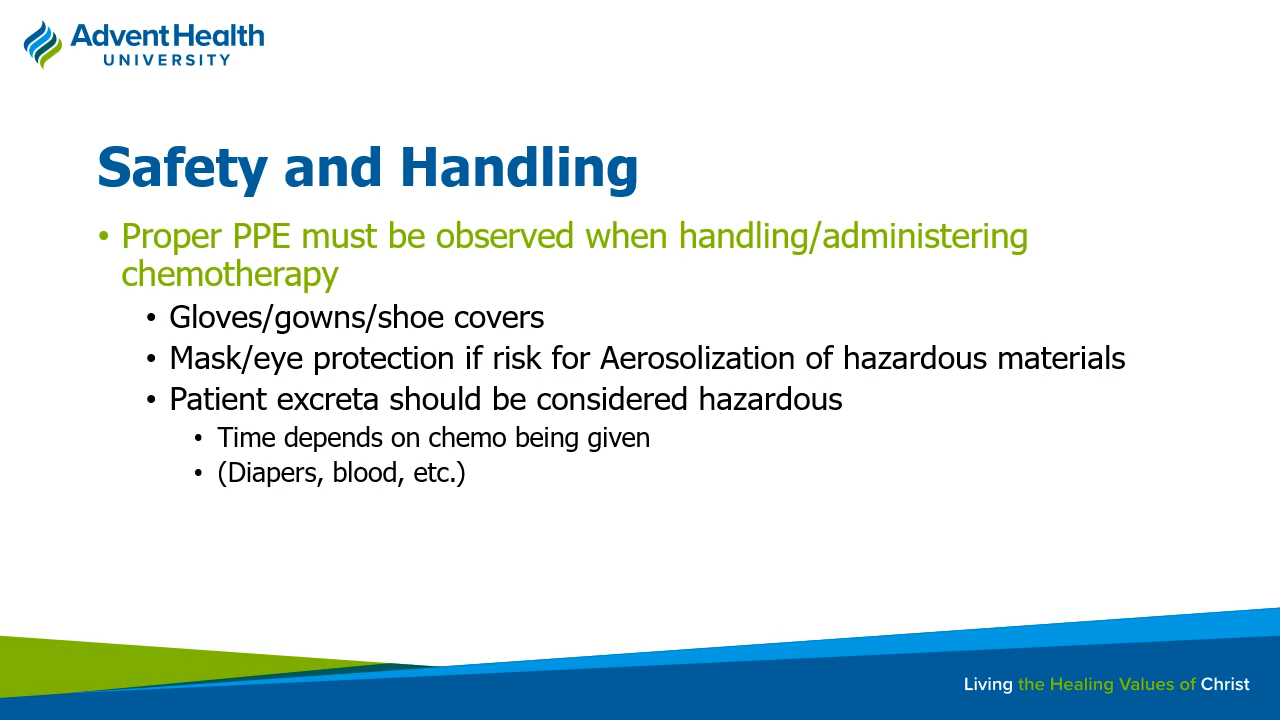 AdventHealth
UNIVERSITY
Safety and Handling
• Proper PPE must be observed when handling/administering
chemotherapy
• Gloves/gowns/shoe covers
• Mask/eye protection if risk for Aerosolization of hazardous materials
• Patient excreta should be considered hazardous
• Time depends on chemo being given
• (Diapers, blood, etc.)
Living the Healing Values of Christ